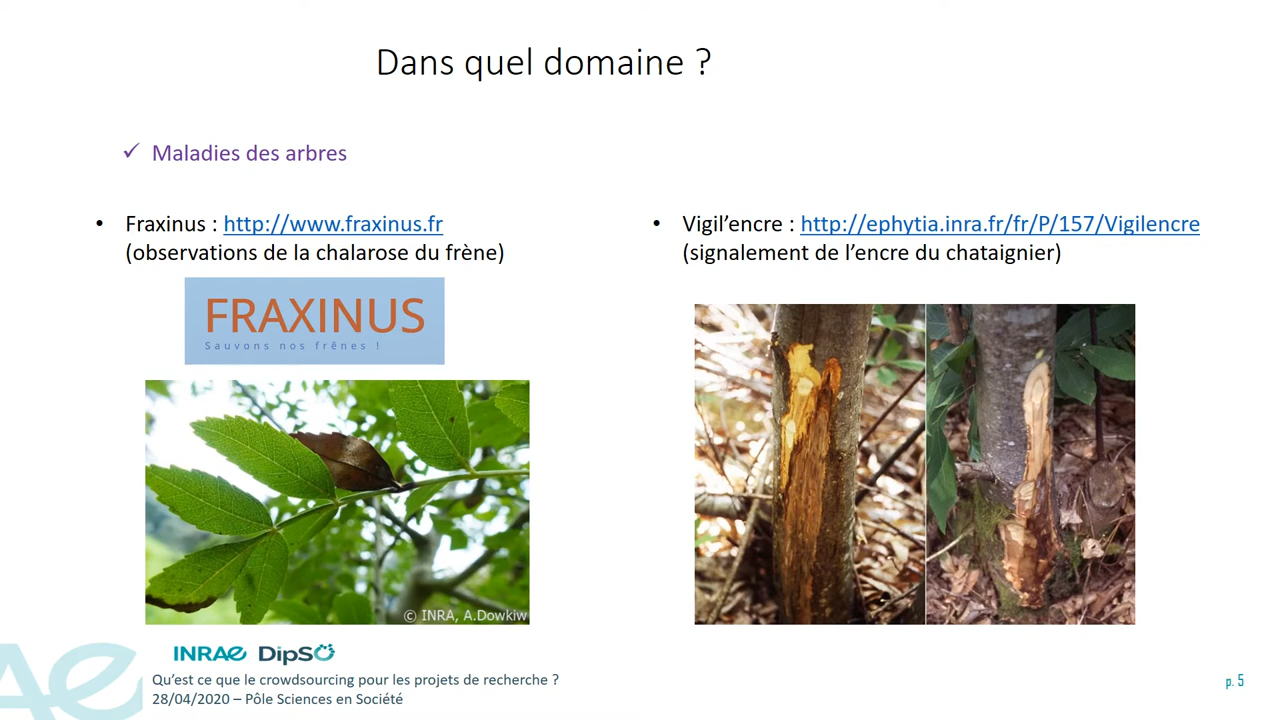 Dans quel domaine ?
✓ Maladies des arbres
• Fraxinus : http://www.fraxinus.fr
(observations de la chalarose du frène)
FRAXINUS
Sauvons nos frênes !
© INRA, A.Dowkiw
• Vigil’encre : http://ephytia.inra.fr/fr/P/157/Vigilencre
(signalement de l’encre du chataignier)
INRAE DipSO
Qu’est ce que le crowdsourcing pour les projets de recherche ?
28/04/2020 – Pôle Sciences en Société
p. 5